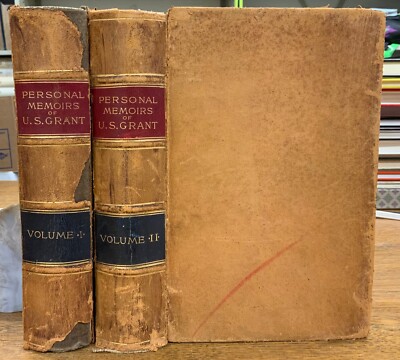 PERSONAL
MEMOIRS
OF
U.S.GRANT
VOLUME·I·
PERSONAL
MEMOIRS
OF
U.S.GRANT
VOLUME·II·